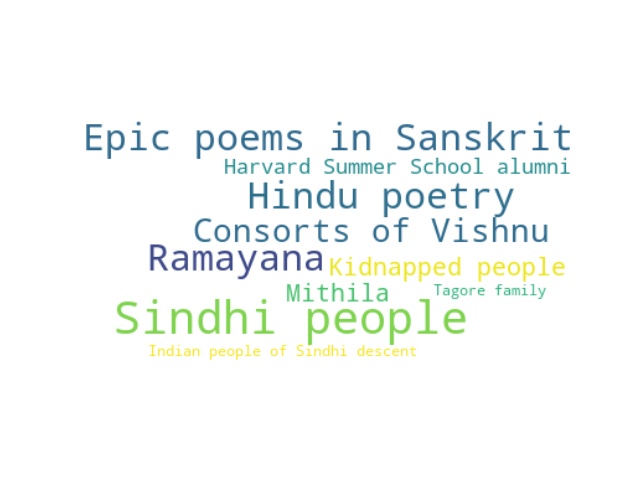 Epic poems in Sanskrit
Harvard Summer School alumni
Hindu poetry
Consorts of Vishnu
Ramayana
Kidnapped people
Mithila
Tagore family
Sindhi people
Indian people of Sindhi descent